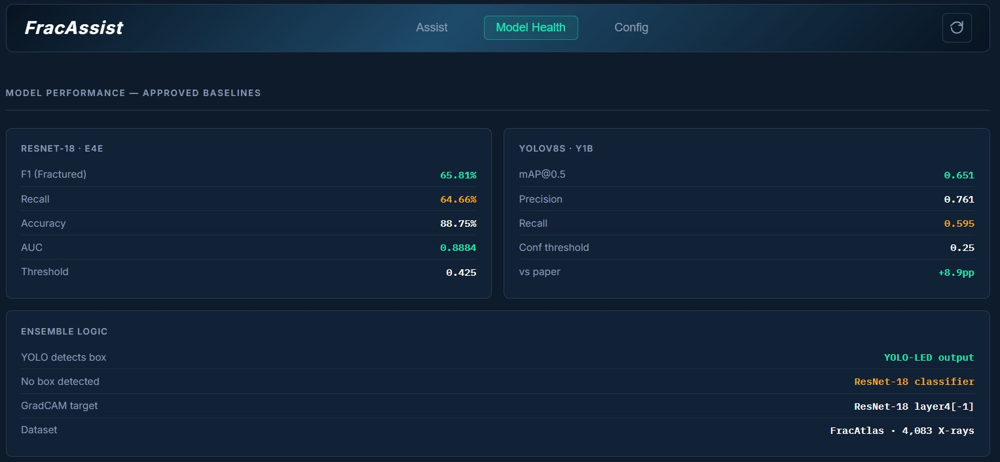 FracAssist
Assist
Model Health
Config
MODEL PERFORMANCE — APPROVED BASELINES
RESNET-18 · E4E
F1 (Fractured) 65.81%
Recall 64.66%
Accuracy 88.75%
AUC 0.8884
Threshold 0.425
YOLOV8S · Y1B
mAP@0.5 0.651
Precision 0.761
Recall 0.595
Conf threshold 0.25
vs paper +8.9pp
ENSEMBLE LOGIC
YOLO detects box YOLO-LED output
No box detected ResNet-18 classifier
GradCAM target ResNet-18 layer4[-1]
Dataset FracAtlas · 4,083 X-rays